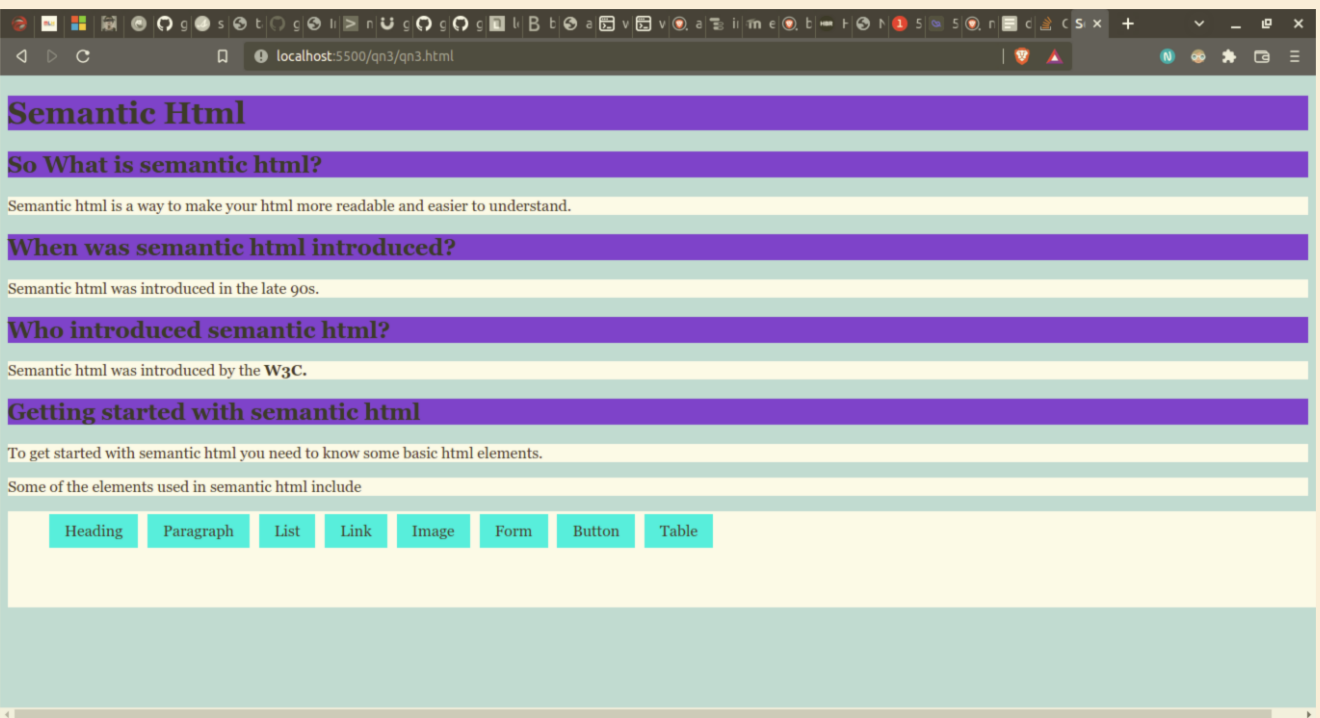 localhost:5500/qn3/qn3.html
Semantic Html
So What is semantic html?
Semantic html is a way to make your html more readable and easier to understand.
When was semantic html introduced?
Semantic html was introduced in the late 90s.
Who introduced semantic html?
Semantic html was introduced by the W3C.
Getting started with semantic html
To get started with semantic html you need to know some basic html elements.
Some of the elements used in semantic html include
Heading Paragraph List Link Image Form Button Table